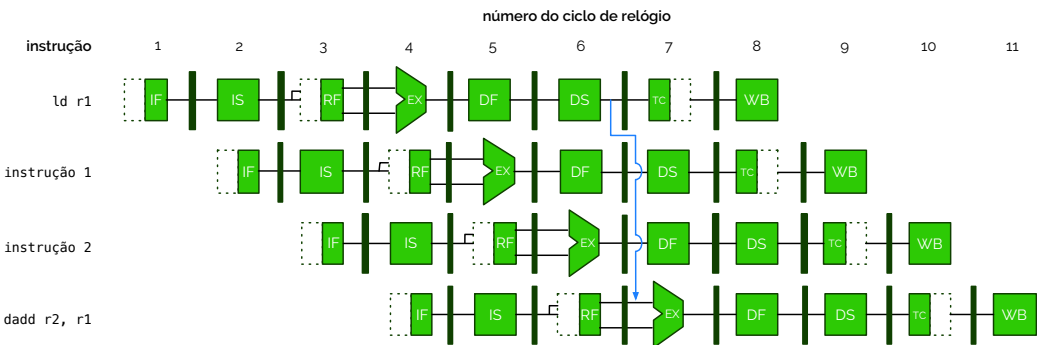 número do ciclo de relógio
instrução 1 2 3 4 5 6 7 8 9 10 11
ld r1 IF IS RF EX DF DS TC WB
instrução 1 IF IS RF EX DF DS TC WB
instrução 2 IF IS RF EX DF DS TC WB
dadd r2, r1 IF IS RF EX DF DS TC WB